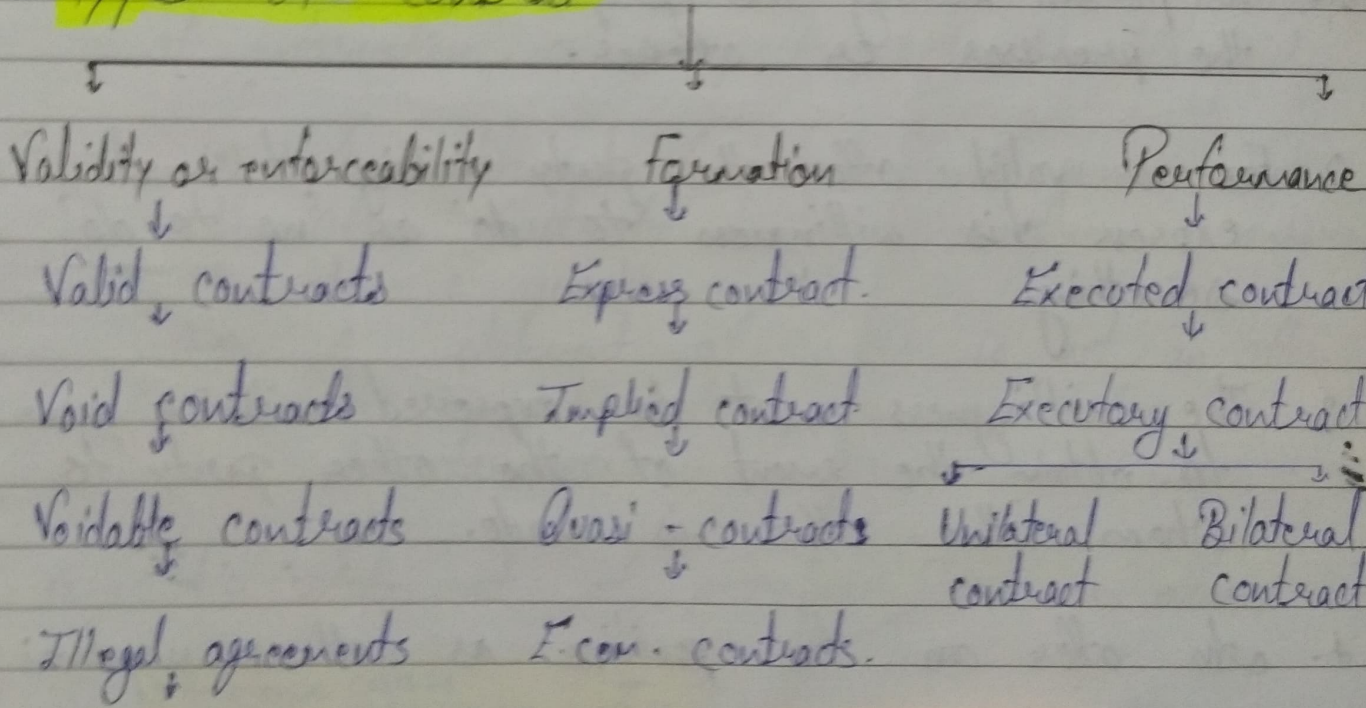 Validity or enforceability Formation Performance
Valid contracts Express contract. Executed contract
Void contracts Implied contract Executory contract
Voidable contracts Quasi - contracts Unilateral Bilateral
contract contract
Illegal agreements E.com. contracts.